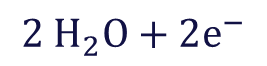 2 H₂O + 2e⁻